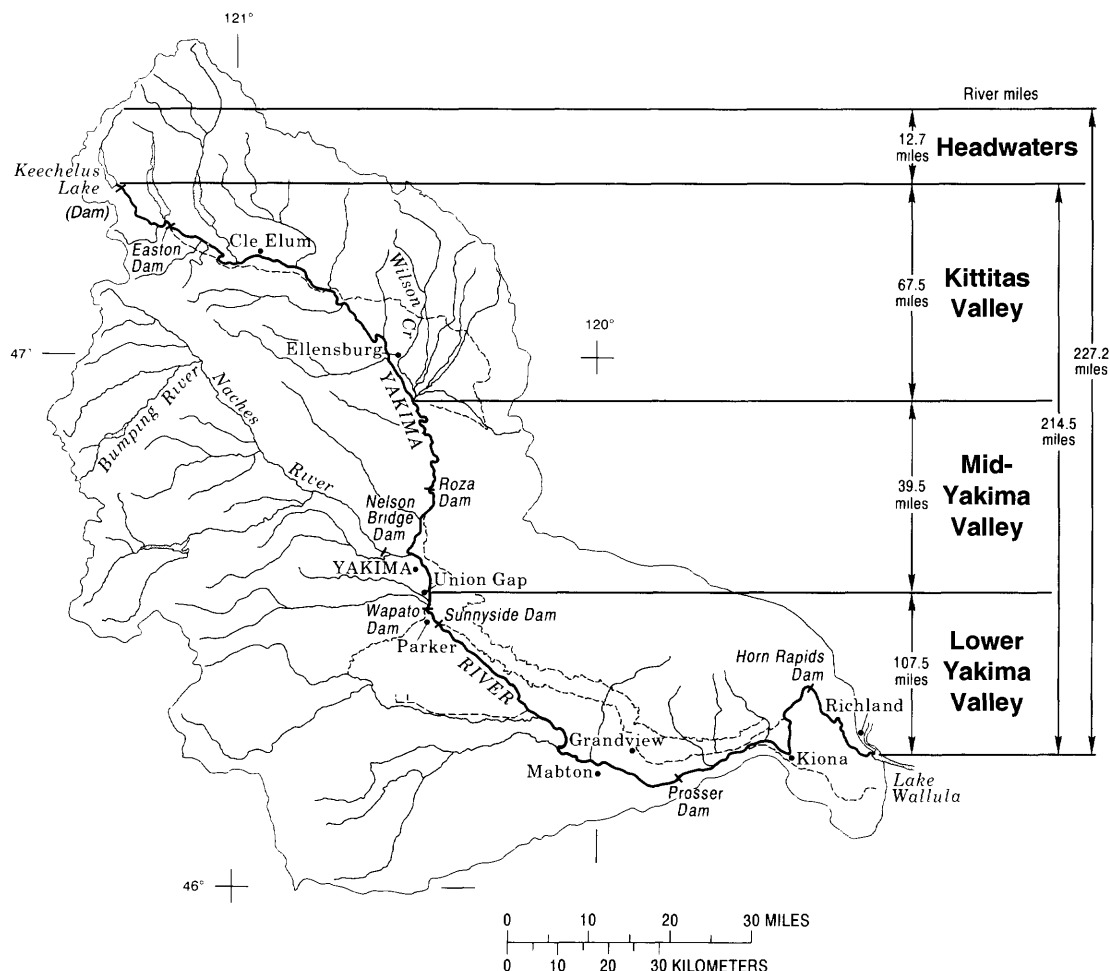 121°
River miles
12.7
miles
Headwaters
Keechelus
Lake
(Dam)
Easton
Dam
Cle Elum
Wilson
Cr
67.5
miles
Kittitas
Valley
120°
47°
Ellensburg
227.2
miles
YAKIMA
Naches
Bumping River
214.5
miles
39.5
miles
Mid-
Yakima
Valley
River
Roza
Dam
Nelson
Bridge
Dam
YAKIMA
Union Gap
Wapato
Dam
Sunnyside Dam
Parker
RIVER
107.5
miles
Lower
Yakima
Valley
Horn Rapids
Dam
Richland
Grandview
Mabton
Kiona
Prosser
Dam
Lake
Wallula
46°
0 10 20 30 MILES
0 10 20 30 KILOMETERS